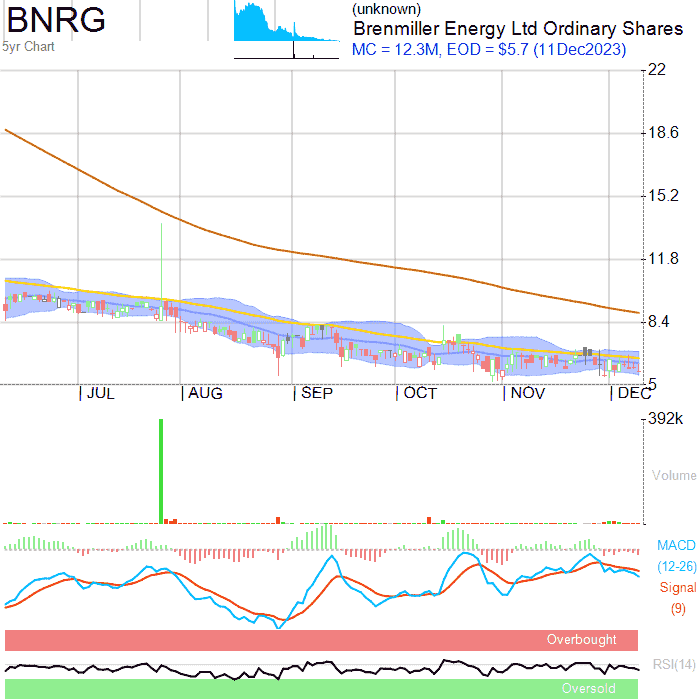 BNRG
5yr Chart
(unknown)
Brenmiller Energy Ltd Ordinary Shares
MC = 12.3M, EOD = $5.7 (11Dec2023)
22
18.6
15.2
11.8
8.4
5
JUL AUG SEP OCT NOV DEC
392k
Volume
MACD
(12-26)
Signal
(9)
Overbought
RSI(14)
Oversold